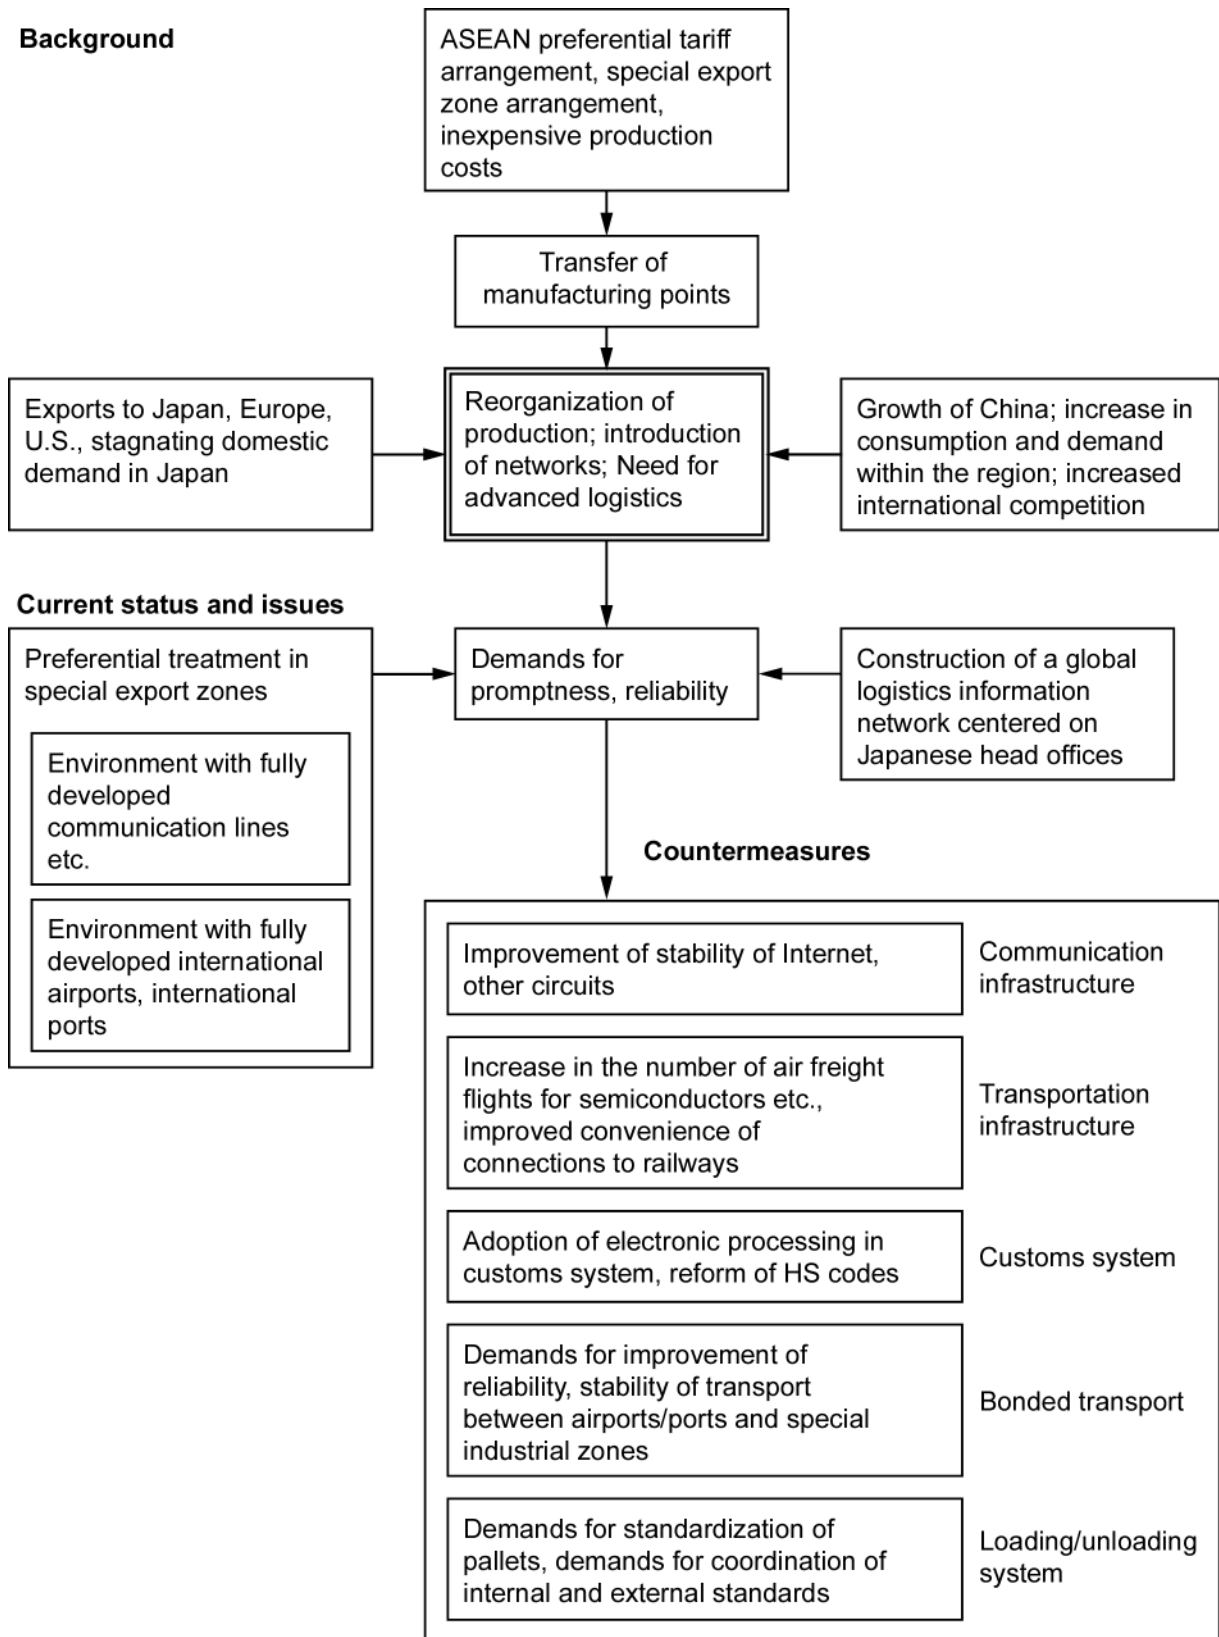 Background
ASEAN preferential tariff
arrangement, special export
zone arrangement,
inexpensive production
costs
Transfer of
manufacturing points
Exports to Japan, Europe,
U.S., stagnating domestic
demand in Japan
Reorganization of
production; introduction
of networks; Need for
advanced logistics
Growth of China; increase in
consumption and demand
within the region; increased
international competition
Current status and issues
Preferential treatment in
special export zones
Environment with fully
developed
communication lines
etc.
Environment with fully
developed international
airports, international
ports
Demands for
promptness, reliability
Construction of a global
logistics information
network centered on
Japanese head offices
Countermeasures
Improvement of stability of Internet,
other circuits
Communication
infrastructure
Increase in the number of air freight
flights for semiconductors etc.,
improved convenience of
connections to railways
Transportation
infrastructure
Adoption of electronic processing in
customs system, reform of HS codes
Customs system
Demands for improvement of
reliability, stability of transport
between airports/ports and special
industrial zones
Bonded transport
Demands for standardization of
pallets, demands for coordination of
internal and external standards
Loading/unloading
system